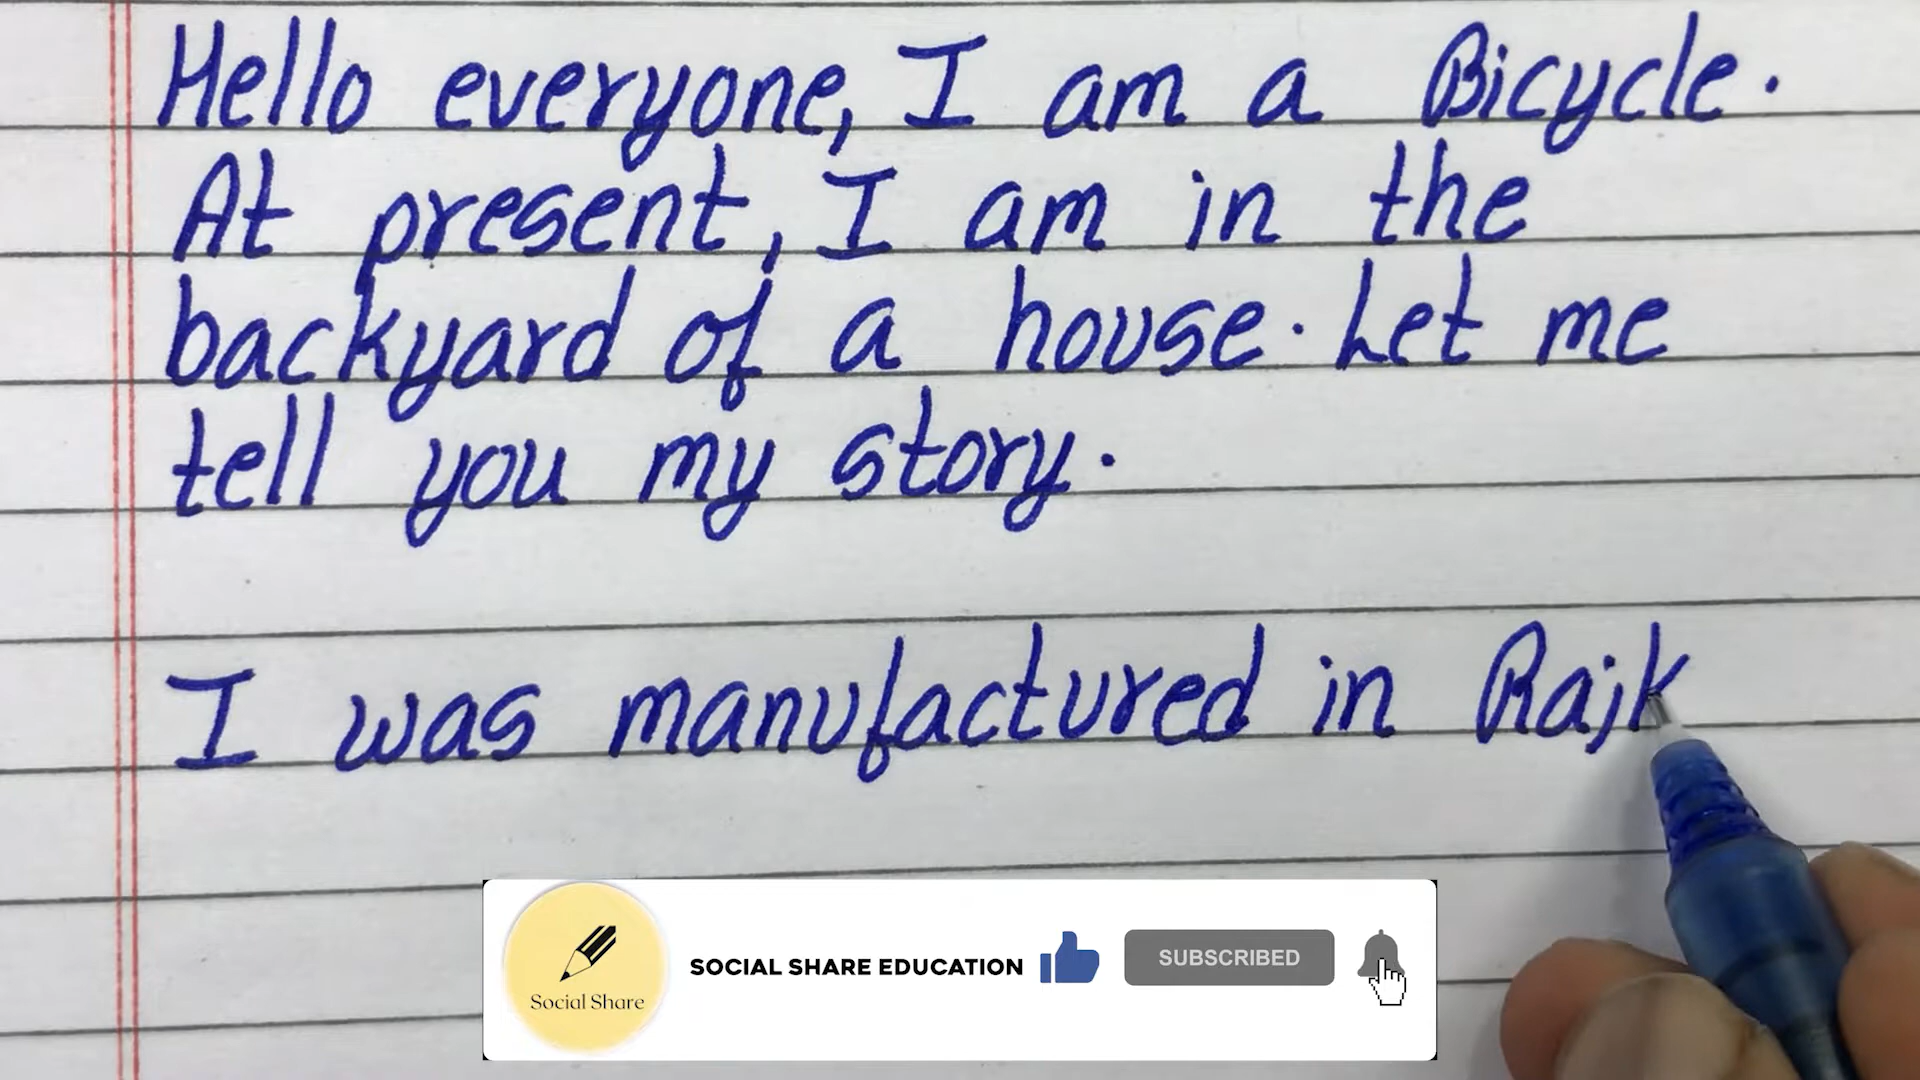 Hello everyone, I am a Bicycle.
At present, I am in the
backyard of a house. Let me
tell you my story.
I was manufactured in Rajk
Social Share
SOCIAL SHARE EDUCATION
SUBSCRIBED